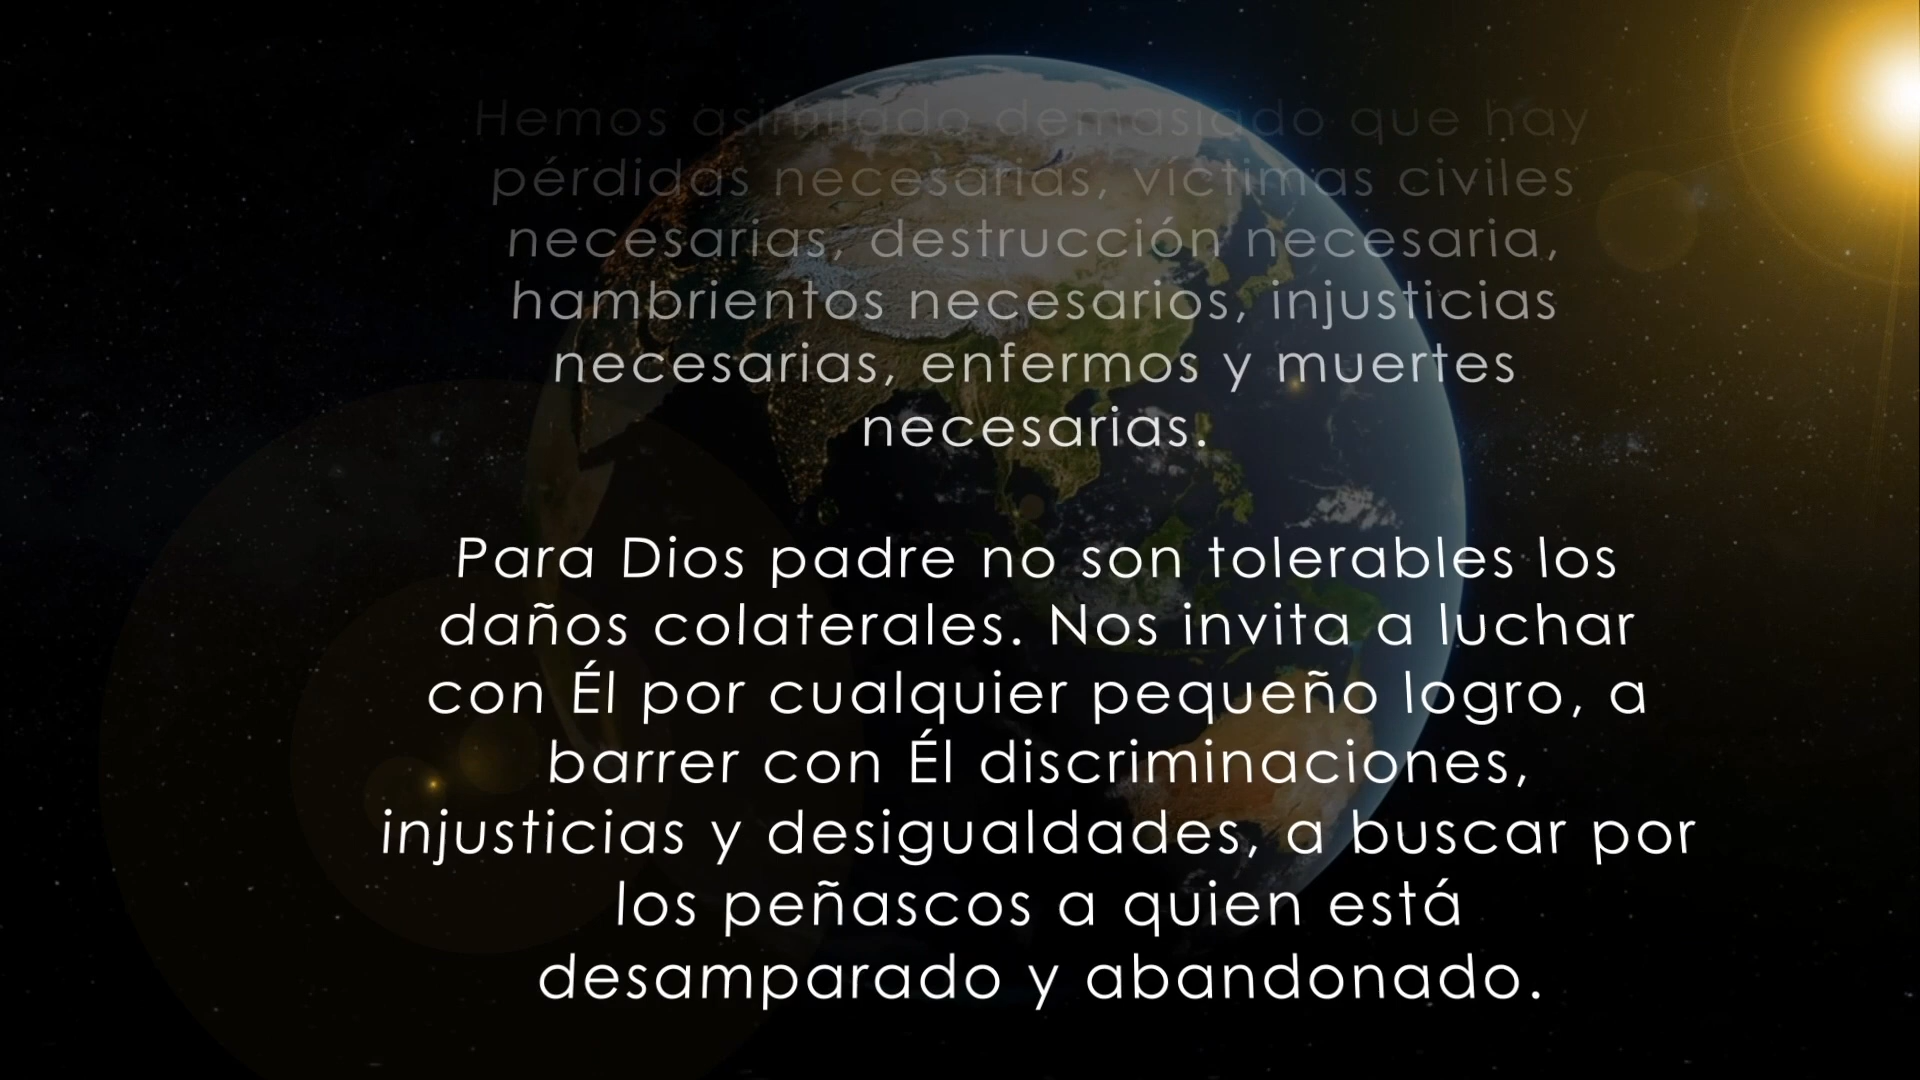 Hemos asimilado demasiado que hay
pérdidas necesarias, víctimas civiles
necesarias, destrucción necesaria,
hambrientos necesarios, injusticias
necesarias, enfermos y muertes
necesarias.
Para Dios padre no son tolerables los
daños colaterales. Nos invita a luchar
con Él por cualquier pequeño logro, a
barrer con Él discriminaciones,
injusticias y desigualdades, a buscar por
los peñascos a quien está
desamparado y abandonado.